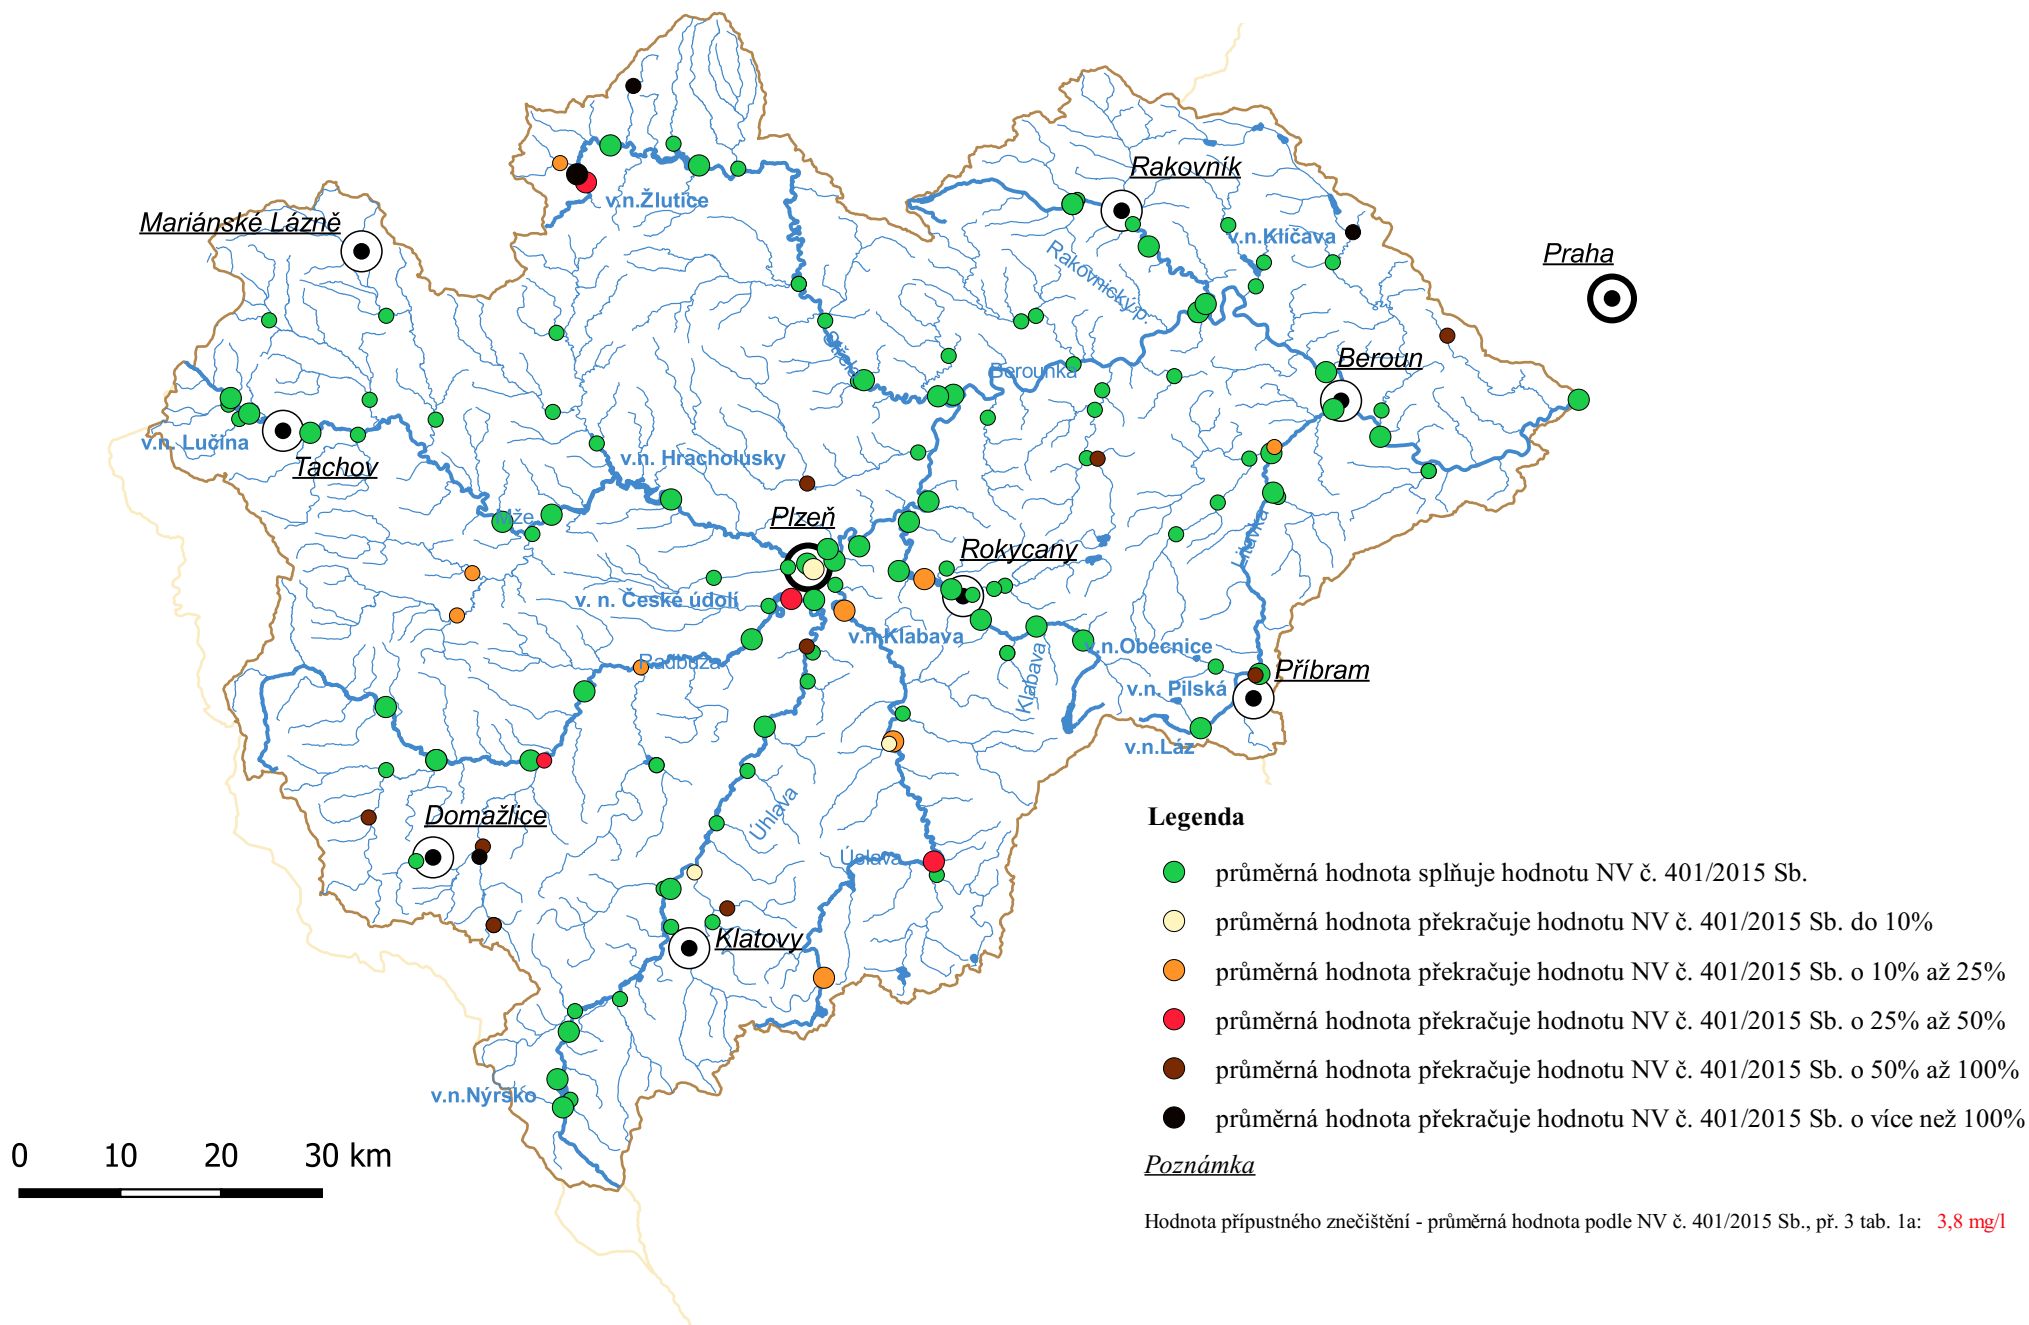 Rakovník
v.n.Žlutice
Mariánské Lázně
v.n.Klíčava
Praha
Rakovnický p.
Beroun
Střela
Berounka
v.n. Lučina
Tachov
v.n. Hracholusky
Plzeň
Mže
Rokycany
Litavka
v. n. České údolí
v.n.Klabava
v.n.Obecnice
Radbuza
Příbram
Klabava
v.n. Pilská
v.n.Láz
Domažlice
Úhlava
Úslava
Klatovy
v.n.Nýrsko
0 10 20 30 km
Legenda
průměrná hodnota splňuje hodnotu NV č. 401/2015 Sb.
průměrná hodnota překračuje hodnotu NV č. 401/2015 Sb. do 10%
průměrná hodnota překračuje hodnotu NV č. 401/2015 Sb. o 10% až 25%
průměrná hodnota překračuje hodnotu NV č. 401/2015 Sb. o 25% až 50%
průměrná hodnota překračuje hodnotu NV č. 401/2015 Sb. o 50% až 100%
průměrná hodnota překračuje hodnotu NV č. 401/2015 Sb. o více než 100%
Poznámka
Hodnota přípustného znečištění - průměrná hodnota podle NV č. 401/2015 Sb., př. 3 tab. 1a: 3,8 mg/l